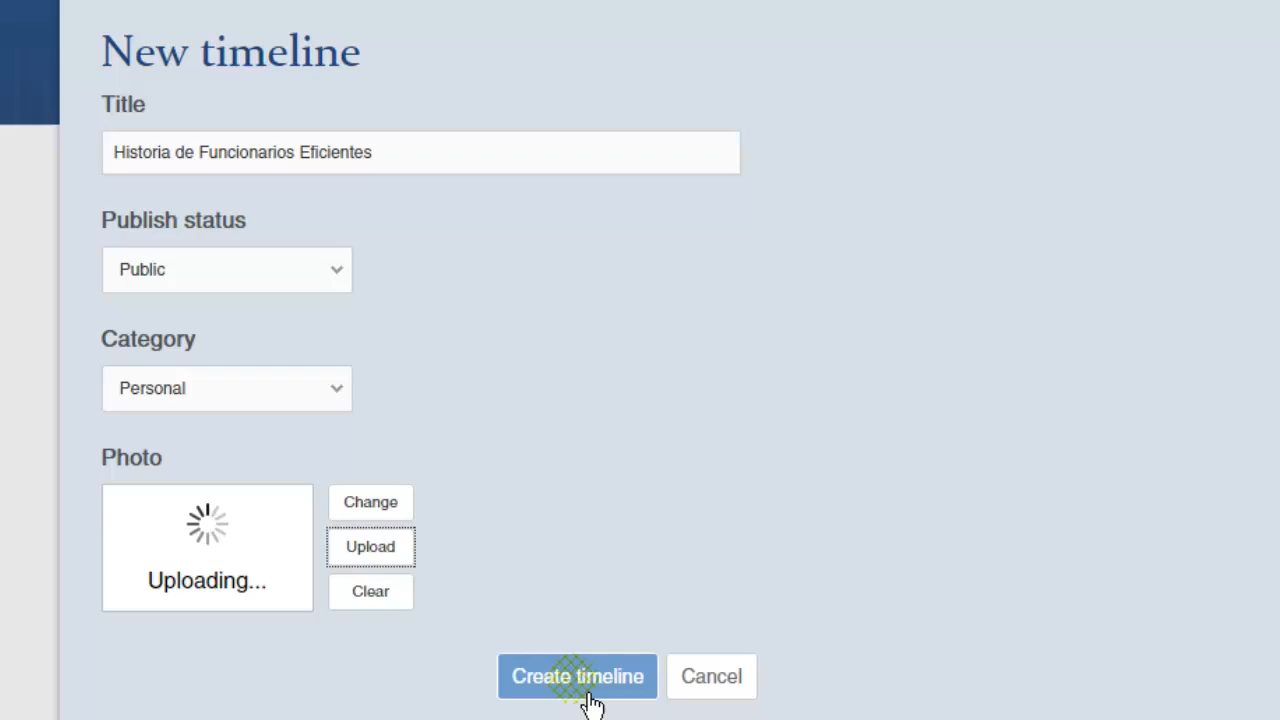 New timeline
Title
Historia de Funcionarios Eficientes
Publish status
Public
Category
Personal
Photo
Change
Uploading...
Upload
Clear
Create timeline
Cancel